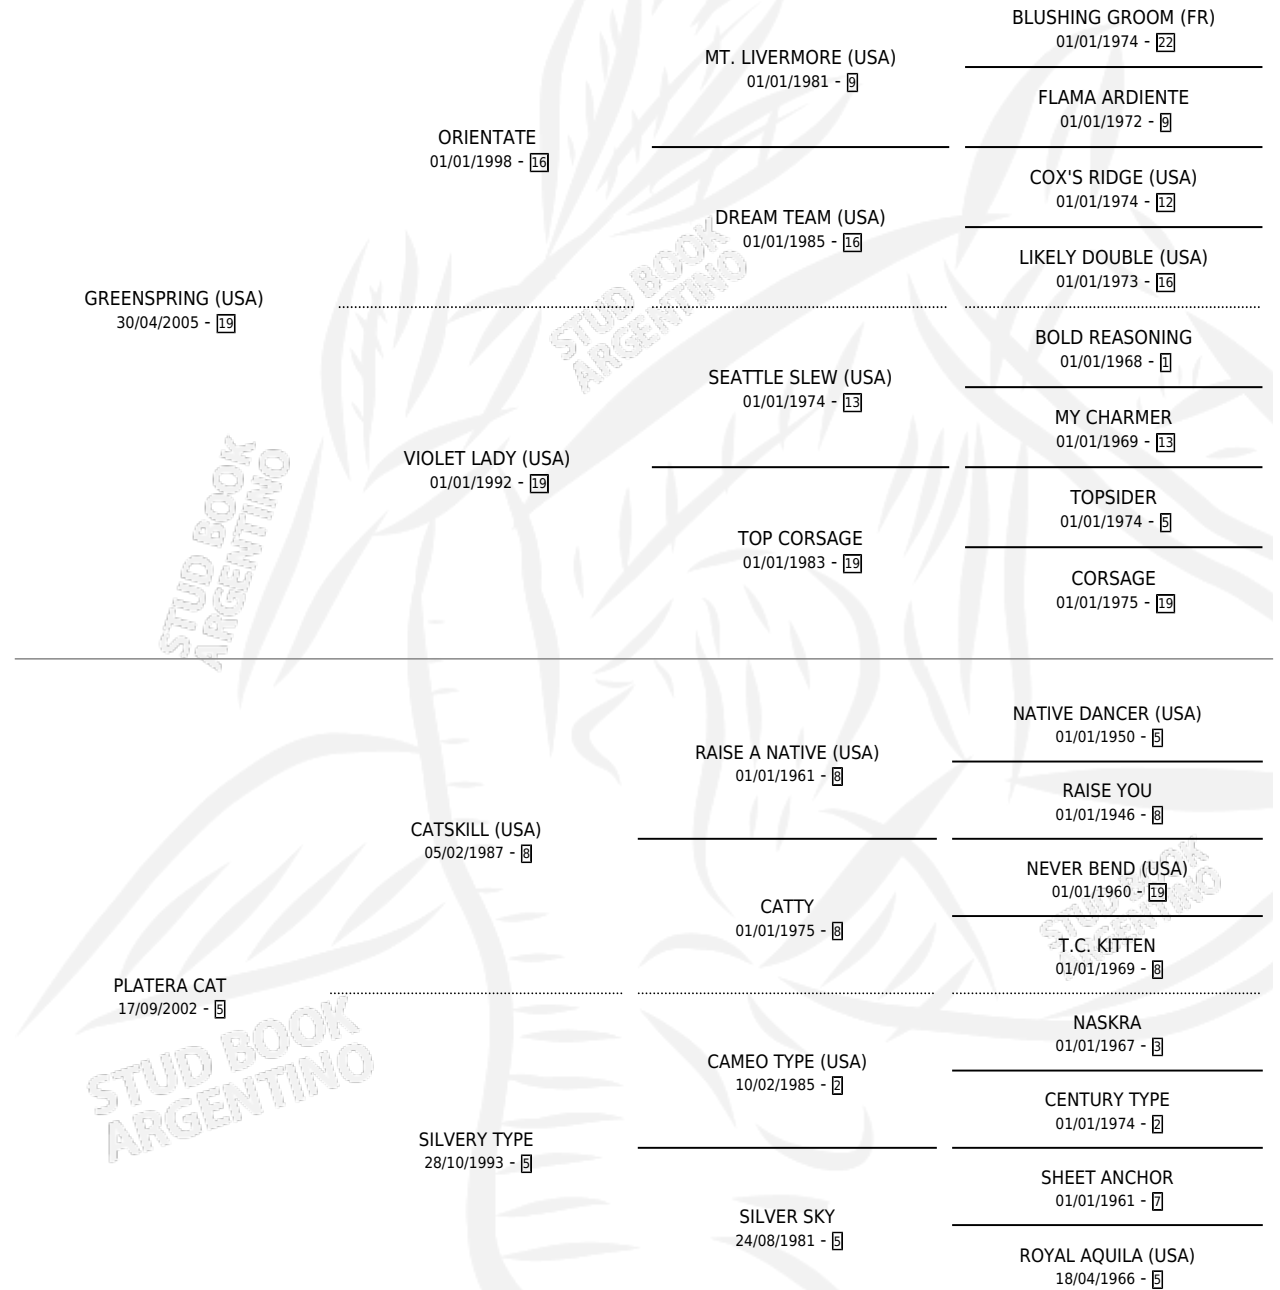 BLUSHING GROOM (FR)
01/01/1974 - 22
MT. LIVERMORE (USA)
01/01/1981 - 9
FLAMA ARDIENTE
01/01/1972 - 9
ORIENTATE
01/01/1998 - 16
COX'S RIDGE (USA)
01/01/1974 - 12
DREAM TEAM (USA)
01/01/1985 - 16
LIKELY DOUBLE (USA)
01/01/1973 - 16
GREENSPRING (USA)
30/04/2005 - 19
BOLD REASONING
01/01/1968 - 1
SEATTLE SLEW (USA)
01/01/1974 - 13
MY CHARMER
01/01/1969 - 13
VIOLET LADY (USA)
01/01/1992 - 19
TOPSIDER
01/01/1974 - 5
TOP CORSAGE
01/01/1983 - 19
CORSAGE
01/01/1975 - 19
NATIVE DANCER (USA)
01/01/1950 - 5
RAISE A NATIVE (USA)
01/01/1961 - 8
RAISE YOU
01/01/1946 - 8
CATSKILL (USA)
05/02/1987 - 8
NEVER BEND (USA)
01/01/1960 - 19
CATTY
01/01/1975 - 8
T.C. KITTEN
01/01/1969 - 8
PLATERA CAT
17/09/2002 - 5
NASKRA
01/01/1967 - 3
CAMEO TYPE (USA)
10/02/1985 - 2
CENTURY TYPE
01/01/1974 - 2
SILVERY TYPE
28/10/1993 - 5
SHEET ANCHOR
01/01/1961 - 7
SILVER SKY
24/08/1981 - 5
ROYAL AQUILA (USA)
18/04/1966 - 5
STUD BOOK
ARGENTINO
STUD BOOK
ARGENTINO
STUD BOOK
ARGENTINO
STUD BOOK
ARGENTINO